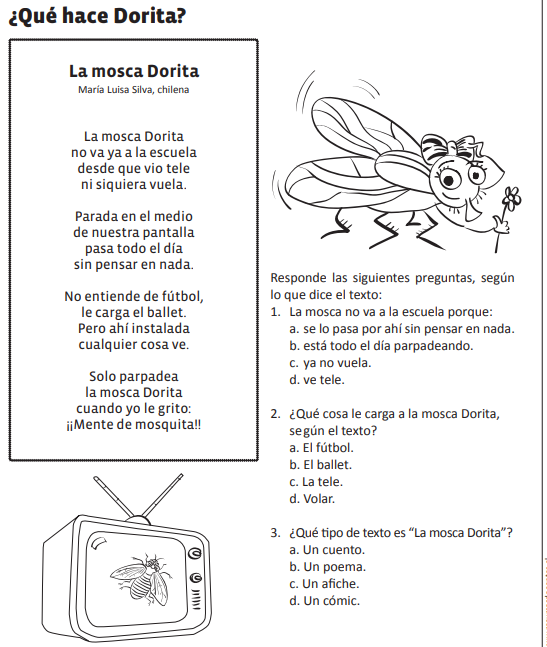 ¿Qué hace Dorita?
La mosca Dorita
María Luisa Silva, chilena
La mosca Dorita
no va ya a la escuela
desde que vio tele
ni siquiera vuela.
Parada en el medio
de nuestra pantalla
pasa todo el día
sin pensar en nada.
No entiende de fútbol,
le carga el ballet.
Pero ahí instalada
cualquier cosa ve.
Solo parpadea
la mosca Dorita
cuando yo le grito:
¡¡Mente de mosquita!!
Responde las siguientes preguntas, según
lo que dice el texto:
1. La mosca no va a la escuela porque:
a. se lo pasa por ahí sin pensar en nada.
b. está todo el día parpadeando.
c. ya no vuela.
d. ve tele.
2. ¿Qué cosa le carga a la mosca Dorita,
según el texto?
a. El fútbol.
b. El ballet.
c. La tele.
d. Volar.
3. ¿Qué tipo de texto es “La mosca Dorita”?
a. Un cuento.
b. Un poema.
c. Un afiche.
d. Un cómic.